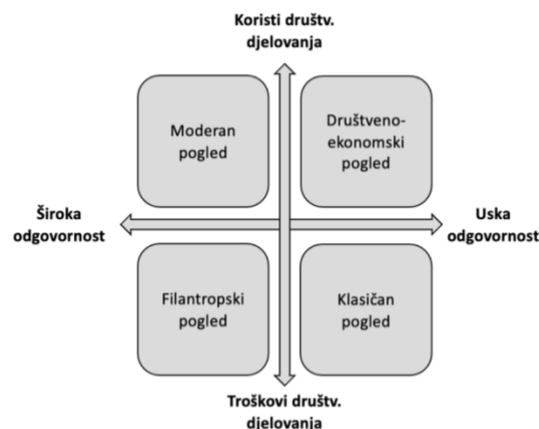 Koristi društv.
djelovanja
Moderan
pogled
Društveno-
ekonomski
pogled
Široka
odgovornost
Uska
odgovornost
Filantropski
pogled
Klasičan
pogled
Troškovi društv.
djelovanja